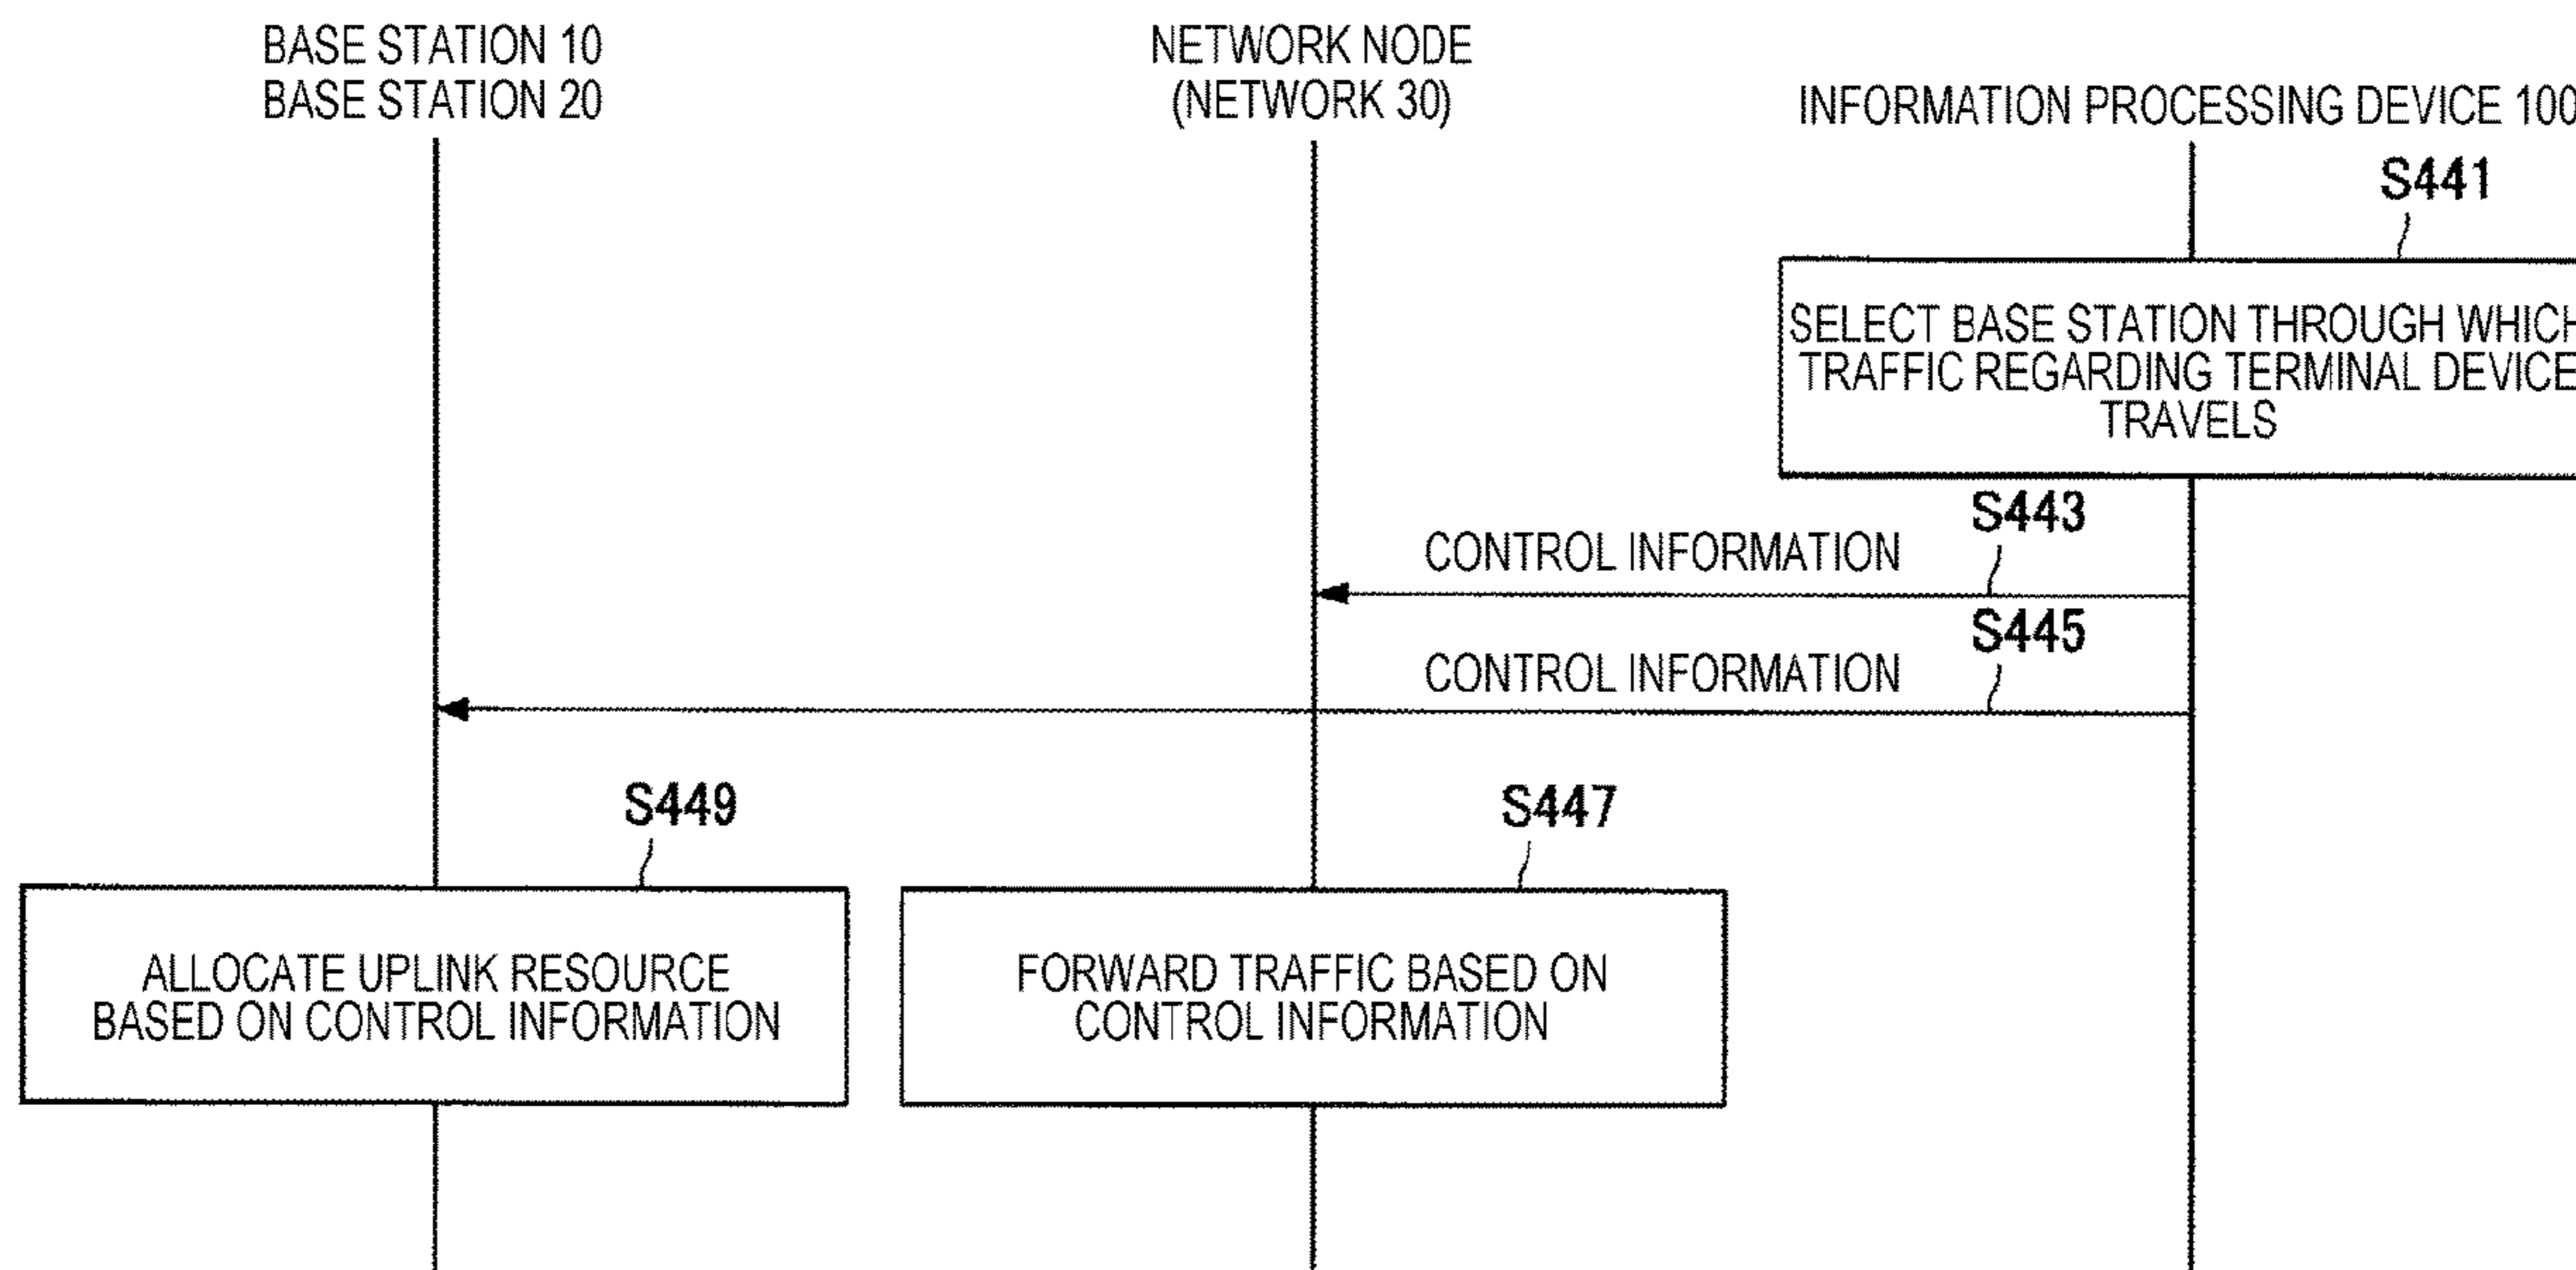 BASE STATION 10
BASE STATION 20
NETWORK NODE
(NETWORK 30)
INFORMATION PROCESSING DEVICE 100
S441
SELECT BASE STATION THROUGH WHICH
TRAFFIC REGARDING TERMINAL DEVICE
TRAVELS
S443
CONTROL INFORMATION
S445
CONTROL INFORMATION
S449
S447
ALLOCATE UPLINK RESOURCE
BASED ON CONTROL INFORMATION
FORWARD TRAFFIC BASED ON
CONTROL INFORMATION